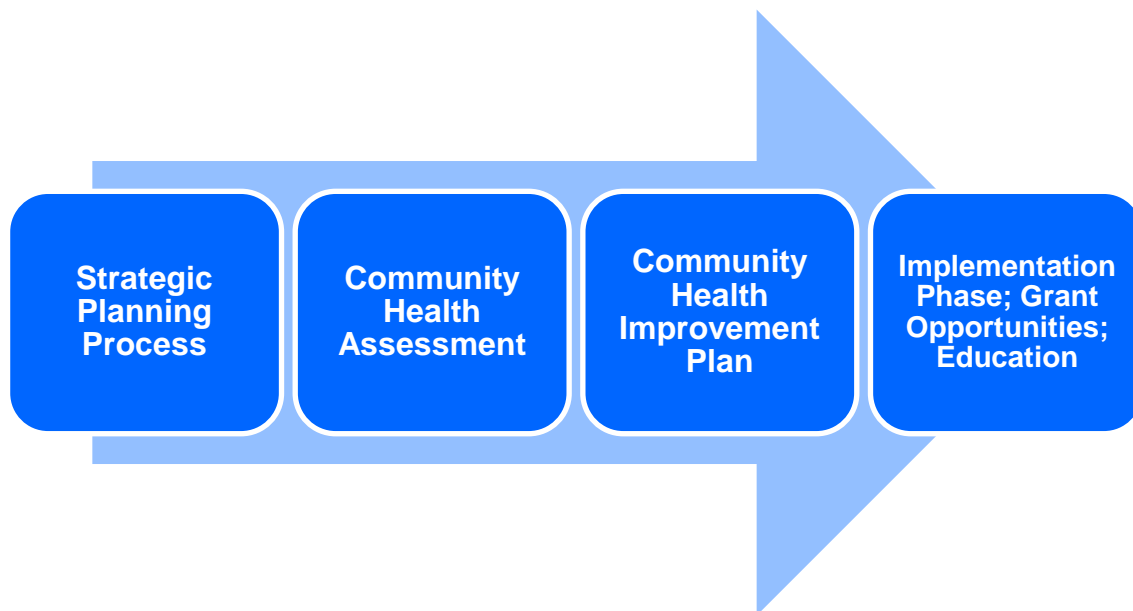 Strategic
Planning
Process
Community
Health
Assessment
Community
Health
Improvement
Plan
Implementation
Phase; Grant
Opportunities;
Education